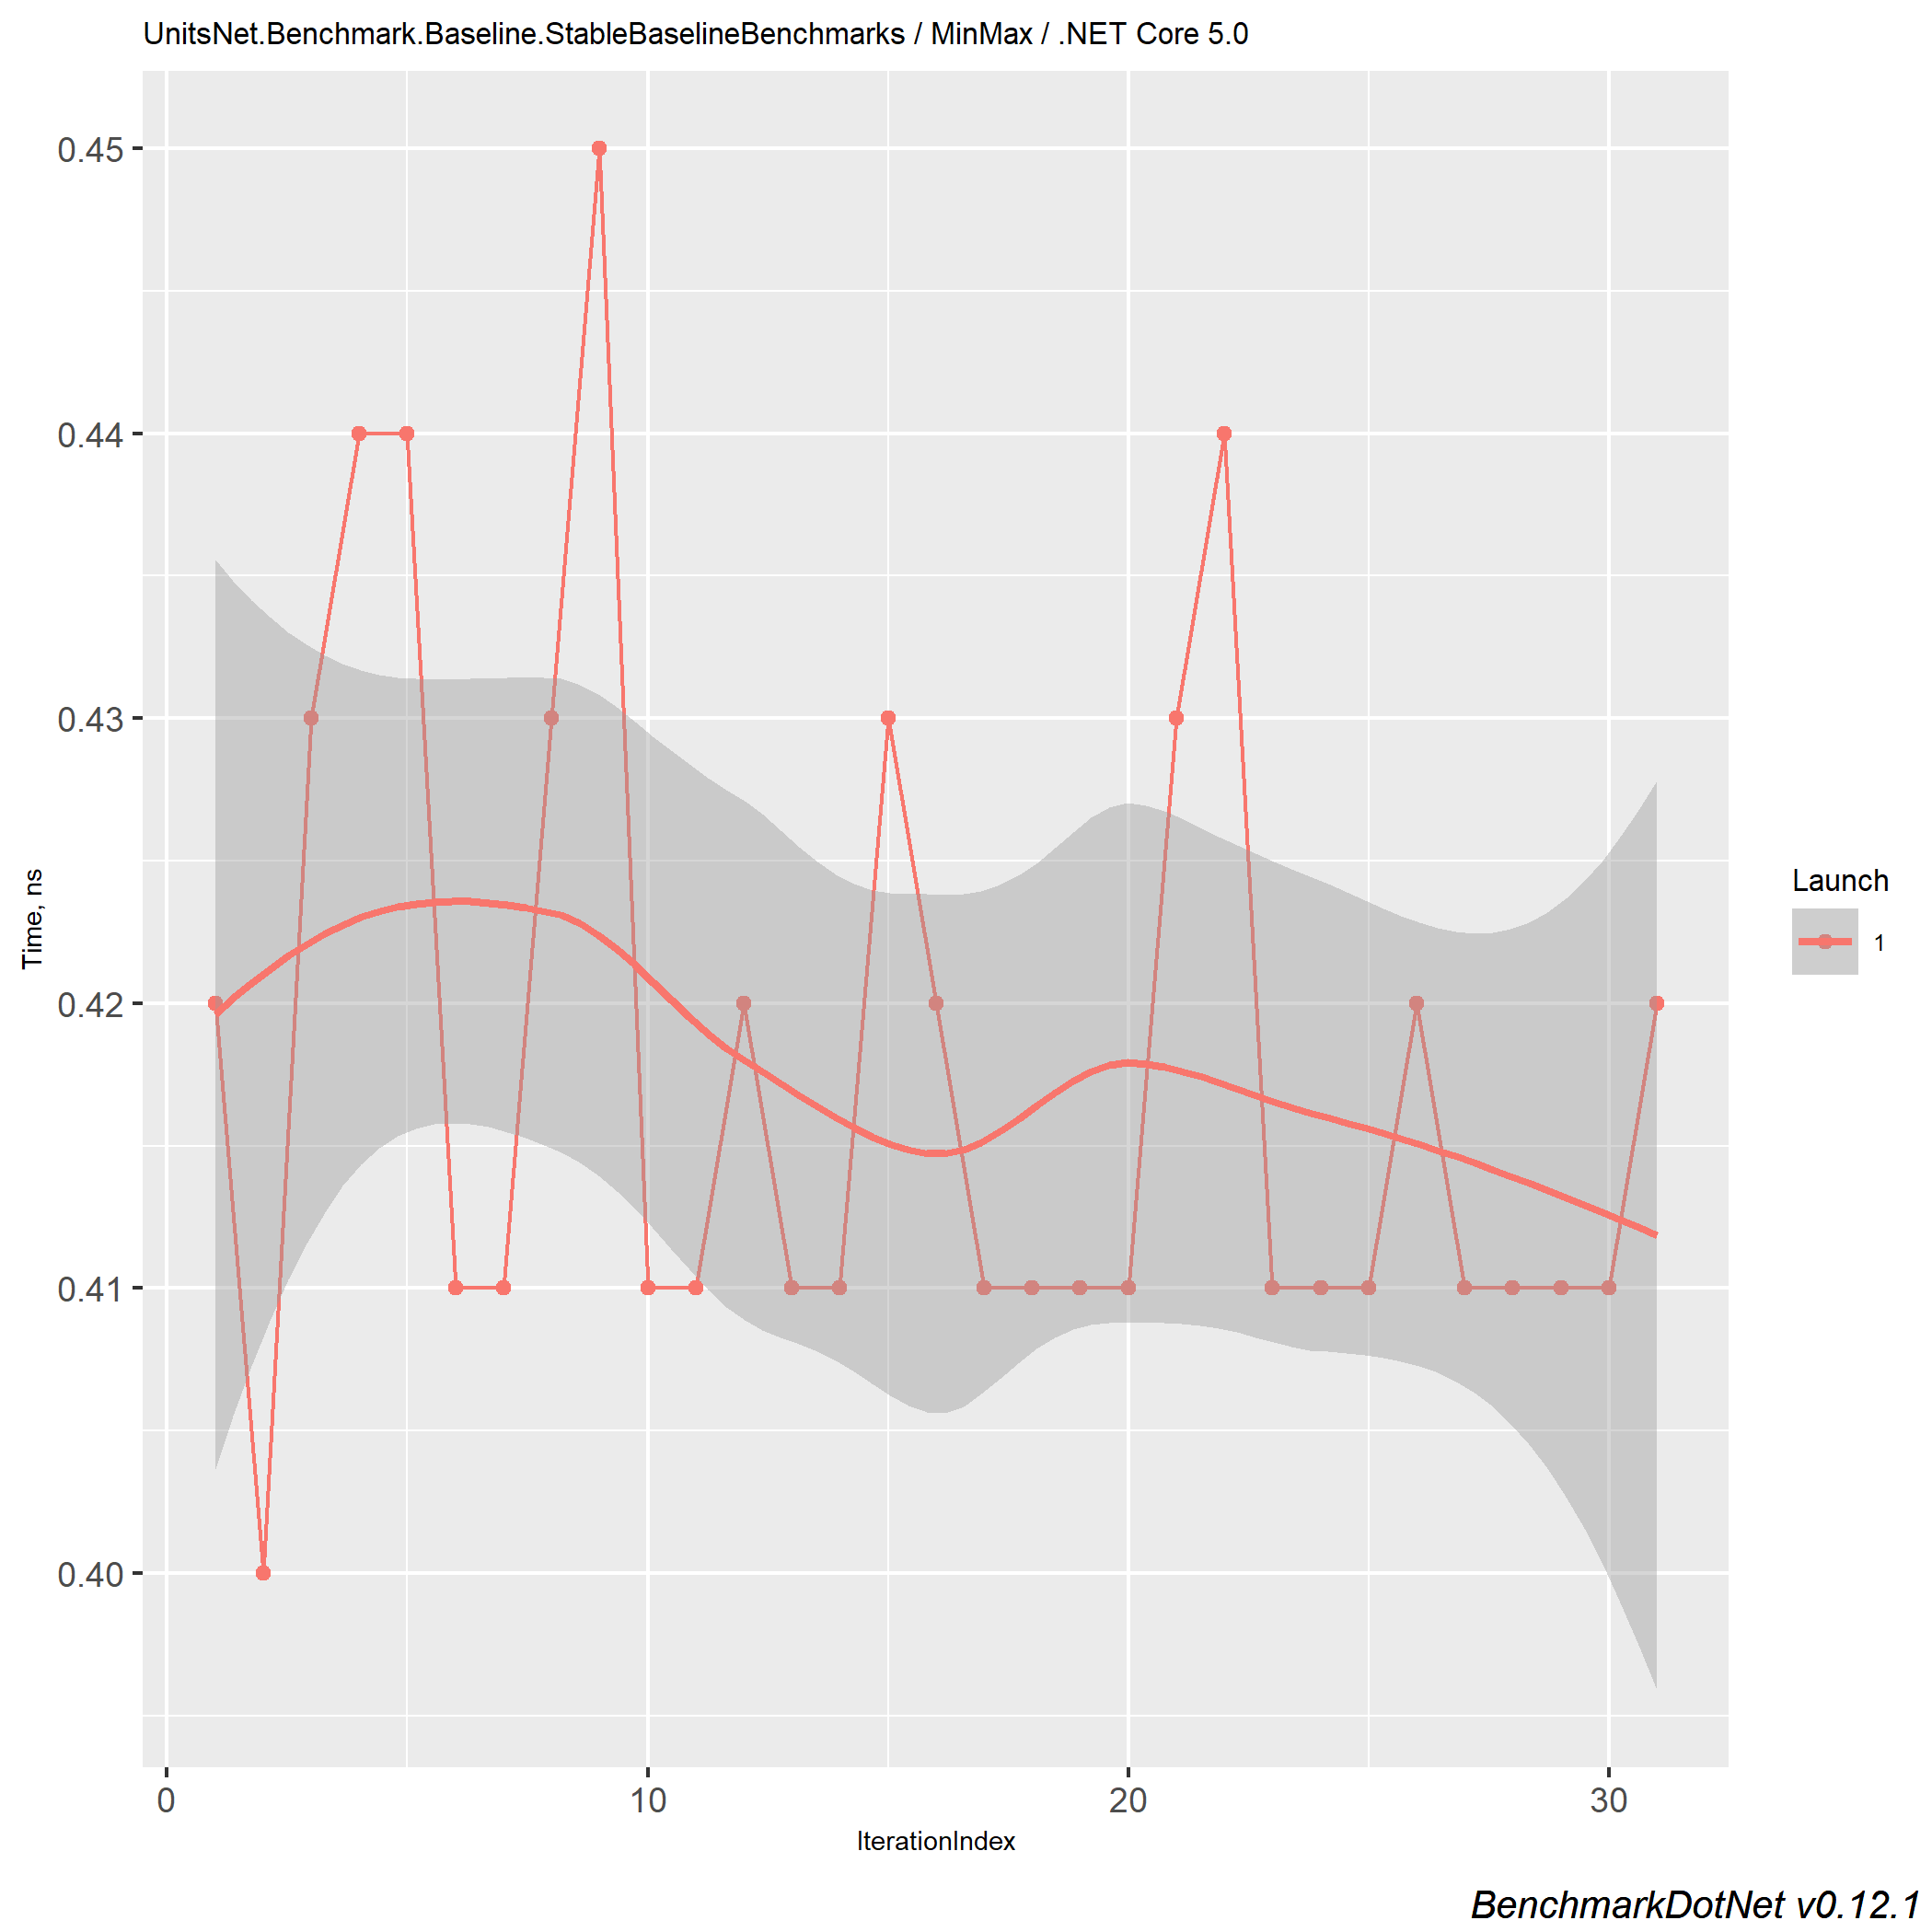 UnitsNet.Benchmark.Baseline.StableBaselineBenchmarks / MinMax / .NET Core 5.0
0.45
0.44
0.43
0.42
0.41
0.40
Time, ns
0 10 20 30
IterationIndex
Launch
1
BenchmarkDotNet v0.12.1